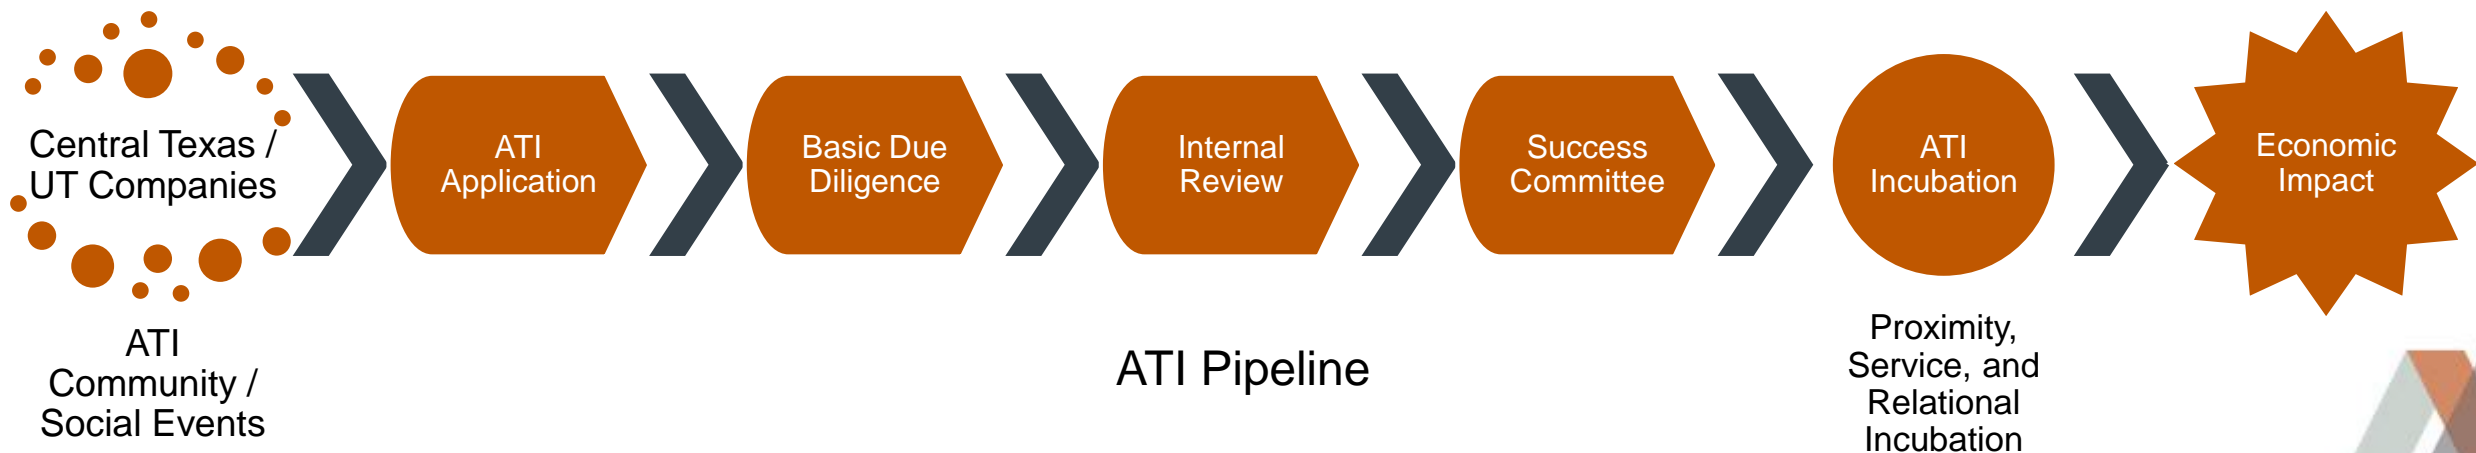 Central Texas /
UT Companies
ATI
Application
Basic Due
Diligence
Internal
Review
Success
Committee
ATI
Incubation
Economic
Impact
ATI
Community /
Social Events
ATI Pipeline
Proximity,
Service, and
Relational
Incubation